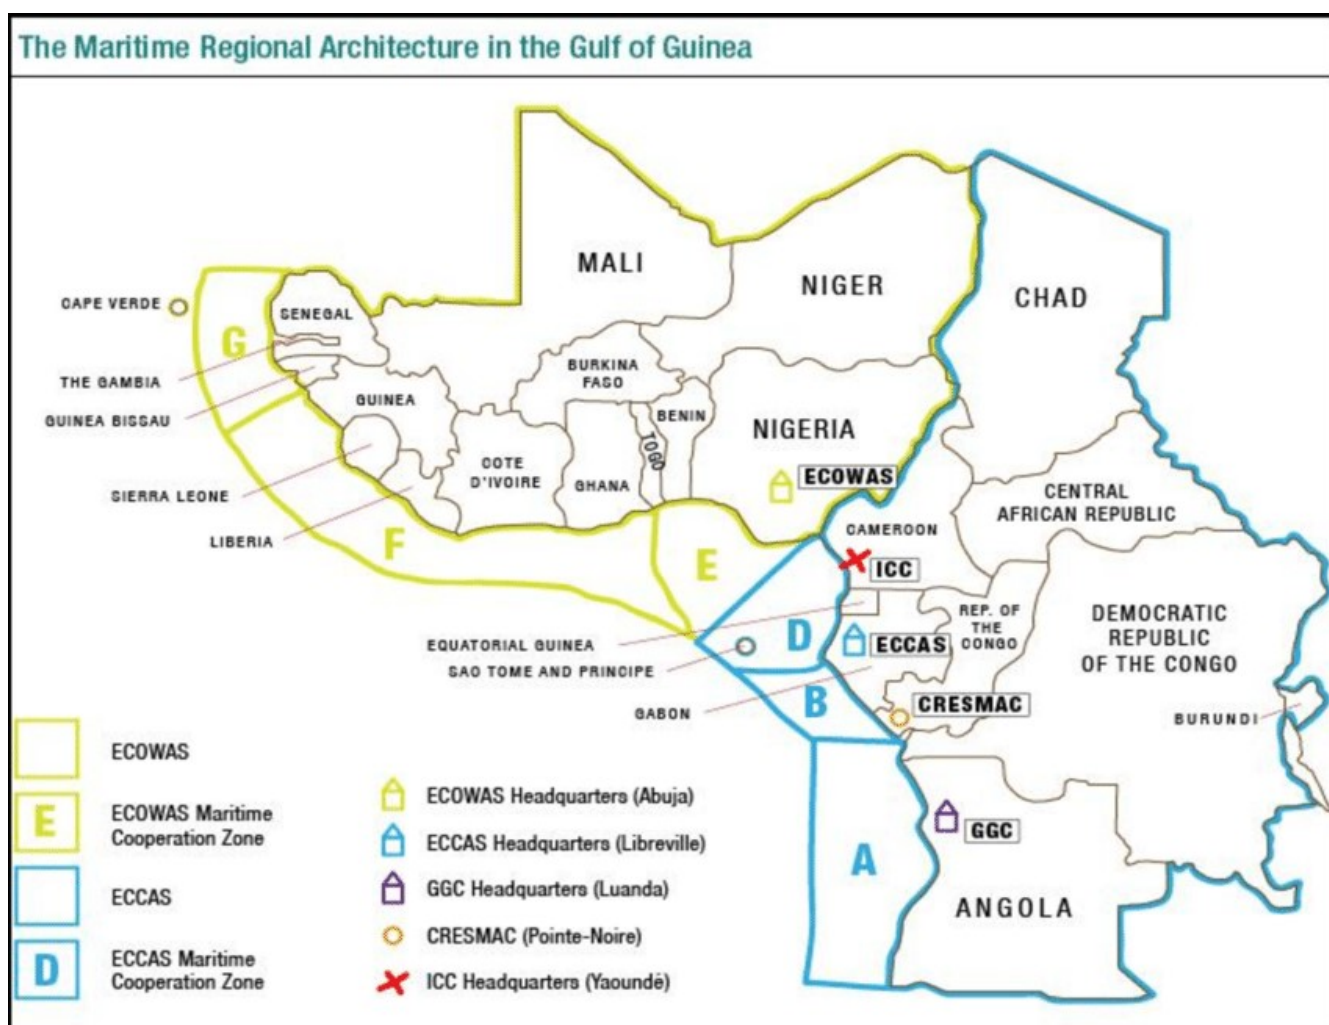 The Maritime Regional Architecture in the Gulf of Guinea
MALI
NIGER
CHAD
CAPE VERDE
SENEGAL
G
THE GAMBIA
GUINEA BISSAU
GUINEA
BURKINA
FASO
BENIN
TOGO
NIGERIA
COTE
D'IVOIRE
GHANA
ECOWAS
SIERRA LEONE
LIBERIA
F
E
CENTRAL
AFRICAN REPUBLIC
CAMEROON
ICC
EQUATORIAL GUINEA
SAO TOME AND PRINCIPE
D
ECCAS
REP. OF
THE
CONGO
DEMOCRATIC
REPUBLIC
OF THE CONGO
GABON
B
CRESMAC
BURUNDI
A
GGC
ANGOLA
ECOWAS
E
ECOWAS Maritime
Cooperation Zone
ECCAS
D
ECCAS Maritime
Cooperation Zone
ECOWAS Headquarters (Abuja)
ECCAS Headquarters (Libreville)
GGC Headquarters (Luanda)
CRESMAC (Pointe-Noire)
ICC Headquarters (Yaoundé)